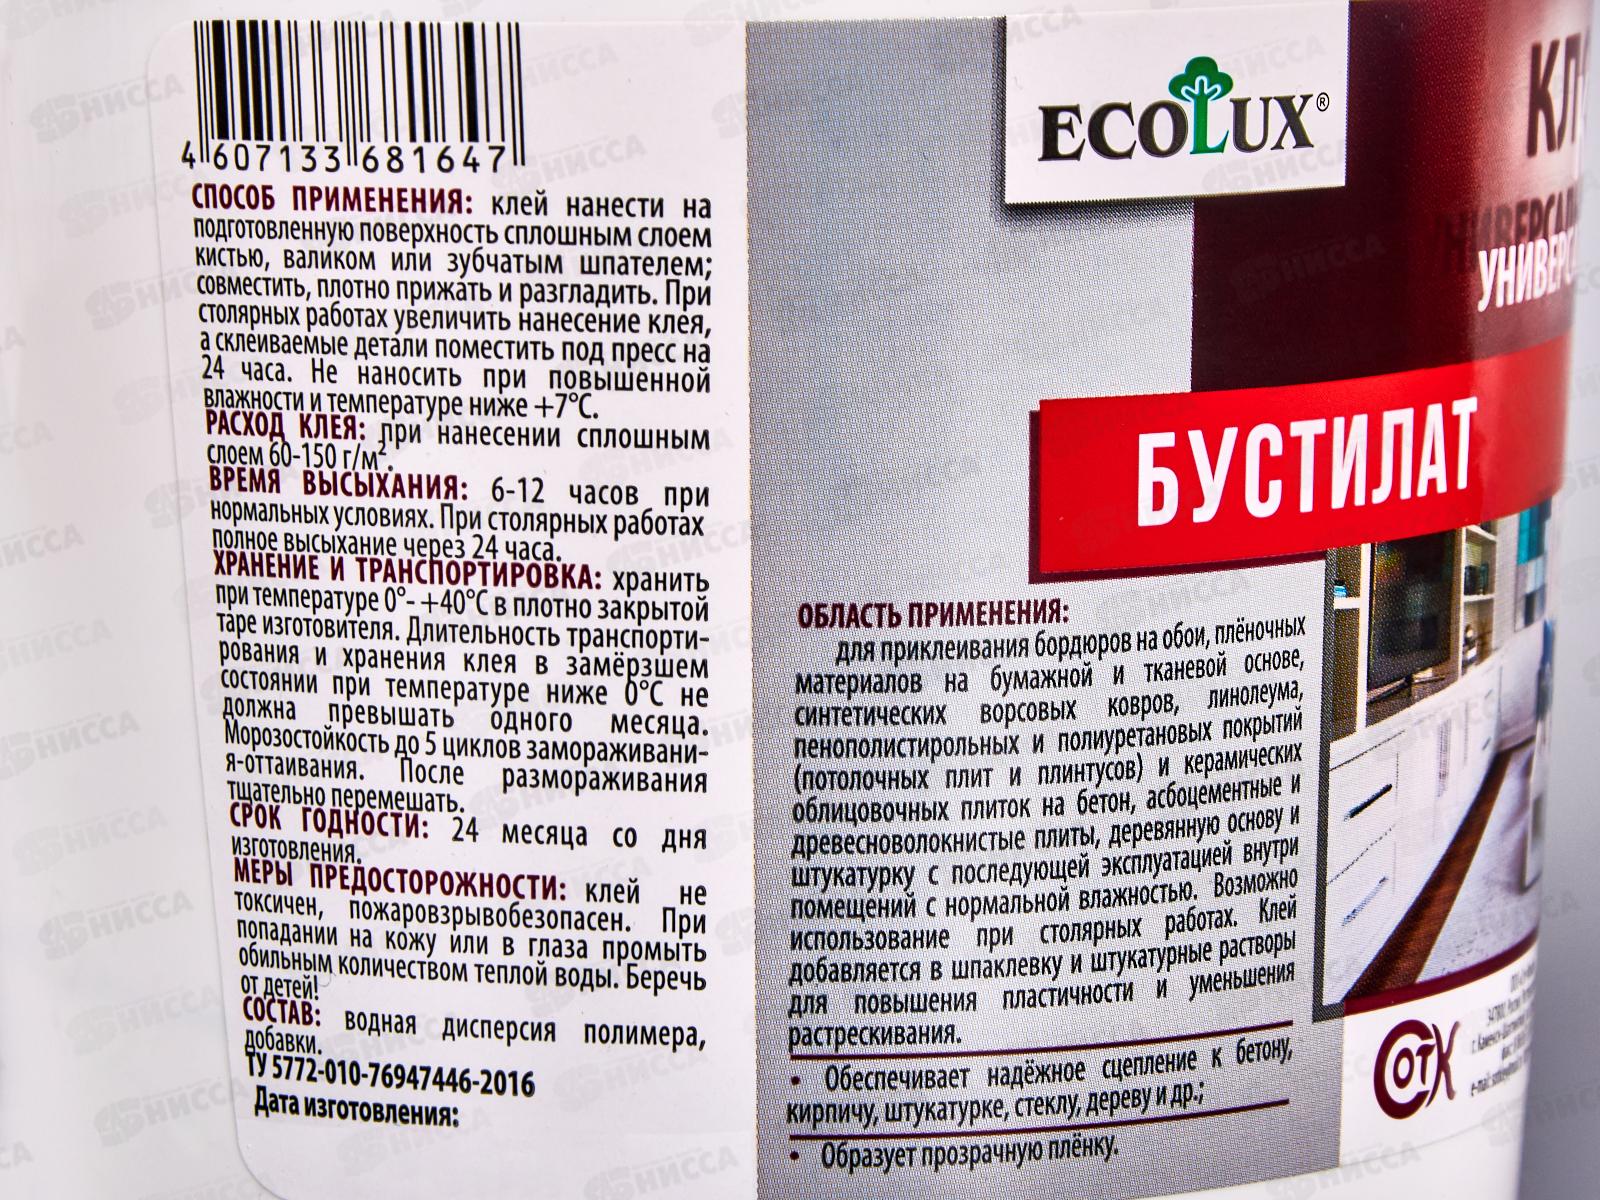 4 607133 681647
СПОСОБ ПРИМЕНЕНИЯ: клей нанести на
подготовленную поверхность сплошным слоем
кистью, валиком или зубчатым шпателем;
совместить, плотно прижать и разгладить. При
столярных работах увеличить нанесение клея,
а склеиваемые детали поместить под пресс на
24 часа. Не наносить при повышенной
влажности и температуре ниже +7°С.
РАСХОД КЛЕЯ: при нанесении сплошным
слоем 60-150 г/м².
ВРЕМЯ ВЫСЫХАНИЯ: 6-12 часов при
нормальных условиях. При столярных работах
полное высыхание через 24 часа.
ХРАНЕНИЕ И ТРАНСПОРТИРОВКА: хранить
при температуре 0°- +40°С в плотно закрытой
таре изготовителя. Длительность транспорти-
рования и хранения клея в замёрзшем
состоянии при температуре ниже 0°С не
должна превышать одного месяца.
Морозостойкость до 5 циклов замораживани-
я-оттаивания. После размораживания
тщательно перемешать.
СРОК ГОДНОСТИ: 24 месяца со дня
изготовления.
МЕРЫ ПРЕДОСТОРОЖНОСТИ: клей не
токсичен, пожаровзрывобезопасен. При
попадании на кожу или в глаза промыть
обильным количеством теплой воды. Беречь
от детей!
СОСТАВ: водная дисперсия полимера,
добавки.
ТУ 5772-010-76947446-2016
Дата изготовления:
ECOLUX®
БУСТИЛАТ
ОБЛАСТЬ ПРИМЕНЕНИЯ:
для приклеивания бордюров на обои, плёночных
материалов на бумажной и тканевой основе,
синтетических ворсовых ковров, линолеума,
пенополистирольных и полиуретановых покрытий
(потолочных плит и плинтусов) и керамических
облицовочных плиток на бетон, асбоцементные и
древесноволокнистые плиты, деревянную основу и
штукатурку с последующей эксплуатацией внутри
помещений с нормальной влажностью. Возможно
использование при столярных работах. Клей
добавляется в шпаклевку и штукатурные растворы
для повышения пластичности и уменьшения
растрескивания.
• Обеспечивает надёжное сцепление к бетону,
кирпичу, штукатурке, стеклу, дереву и др.;
• Образует прозрачную плёнку.
ОТК
НИССА